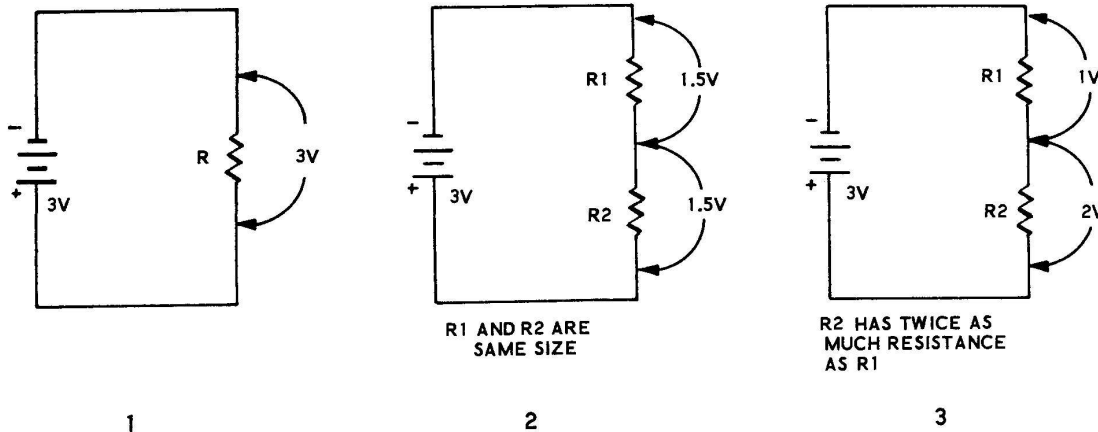 -
+
3V
R
3V
1
-
+
3V
R1
1.5V
R2
1.5V
R1 AND R2 ARE
SAME SIZE
2
-
+
3V
R1
1V
R2
2V
R2 HAS TWICE AS
MUCH RESISTANCE
AS R1
3